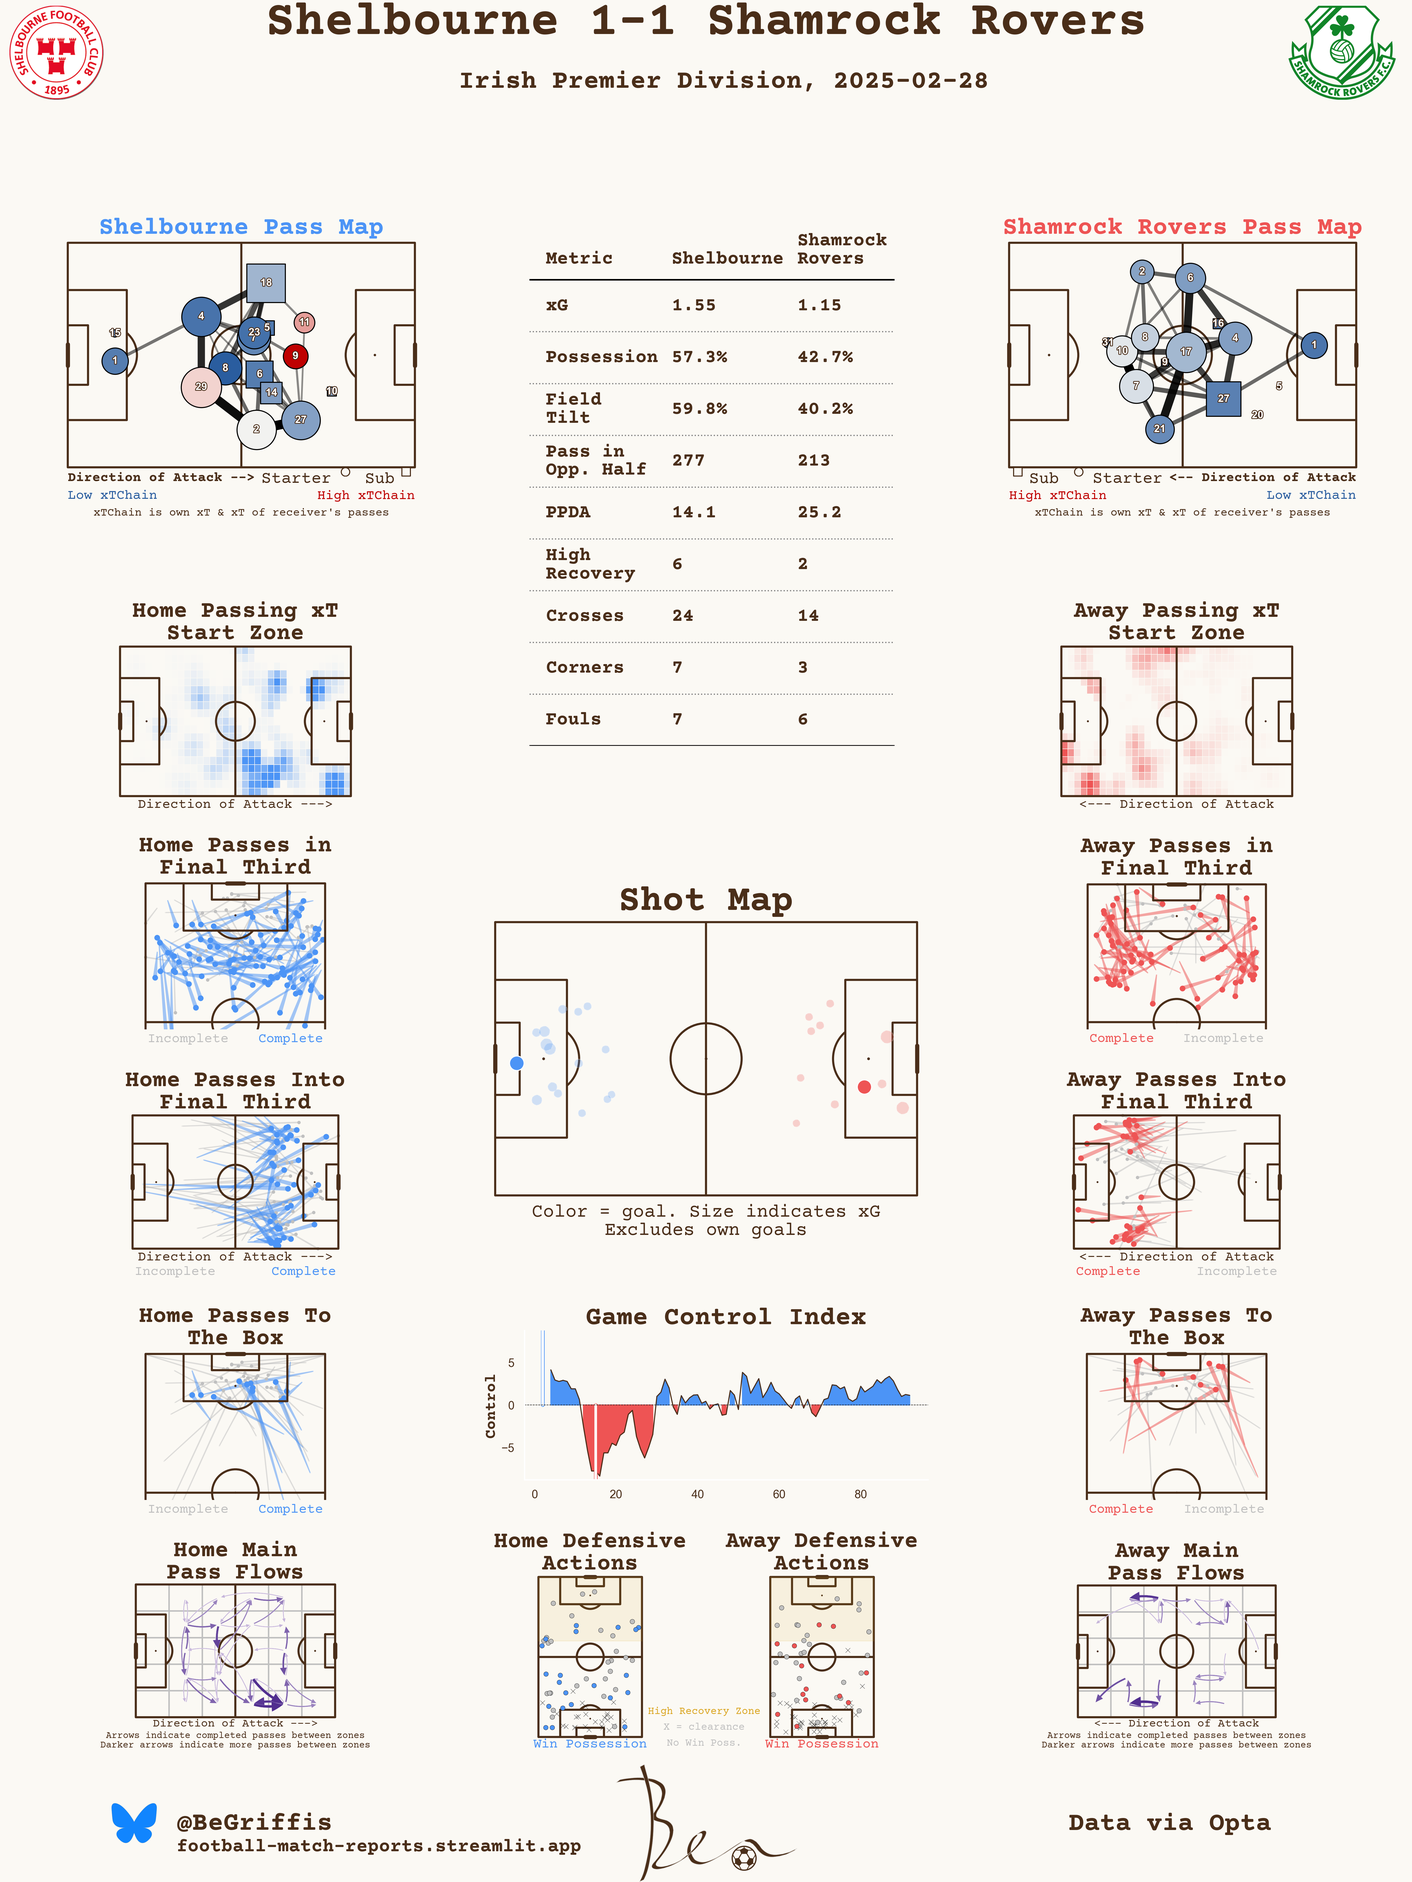 Shelbourne 1-1 Shamrock Rovers
Irish Premier Division, 2025-02-28
SHELBOURNE FOOTBALL CLUB
1895
SHAMROCK ROVERS F.C.
Shelbourne Pass Map
18
4
11
5
23
7
15
1
9
8
6
29
14
10
27
2
Direction of Attack --> Starter Sub
Low xTChain High xTChain
xTChain is own xT & xT of receiver's passes
Metric Shelbourne Shamrock Rovers
xG 1.55 1.15
Possession 57.3% 42.7%
Field Tilt 59.8% 40.2%
Pass in Opp. Half 277 213
PPDA 14.1 25.2
High Recovery 6 2
Crosses 24 14
Corners 7 3
Fouls 7 6
Shamrock Rovers Pass Map
2
6
16
8
4
31
10
17
1
9
7
5
27
20
21
Sub Starter <-- Direction of Attack
High xTChain Low xTChain
xTChain is own xT & xT of receiver's passes
Home Passing xT
Start Zone
Direction of Attack --->
Away Passing xT
Start Zone
<--- Direction of Attack
Home Passes in
Final Third
Incomplete Complete
Away Passes in
Final Third
Complete Incomplete
Shot Map
Color = goal. Size indicates xG
Excludes own goals
Home Passes Into
Final Third
Direction of Attack --->
Incomplete Complete
Away Passes Into
Final Third
<--- Direction of Attack
Complete Incomplete
Home Passes To
The Box
Incomplete Complete
Game Control Index
Control
5
0
−5
0 20 40 60 80
Away Passes To
The Box
Complete Incomplete
Home Main
Pass Flows
Direction of Attack --->
Arrows indicate completed passes between zones
Darker arrows indicate more passes between zones
Home Defensive
Actions
Win Possession
High Recovery Zone
X = clearance
No Win Poss.
Away Defensive
Actions
Win Possession
Away Main
Pass Flows
<--- Direction of Attack
Arrows indicate completed passes between zones
Darker arrows indicate more passes between zones
@BeGriffis
football-match-reports.streamlit.app
Ben
Data via Opta